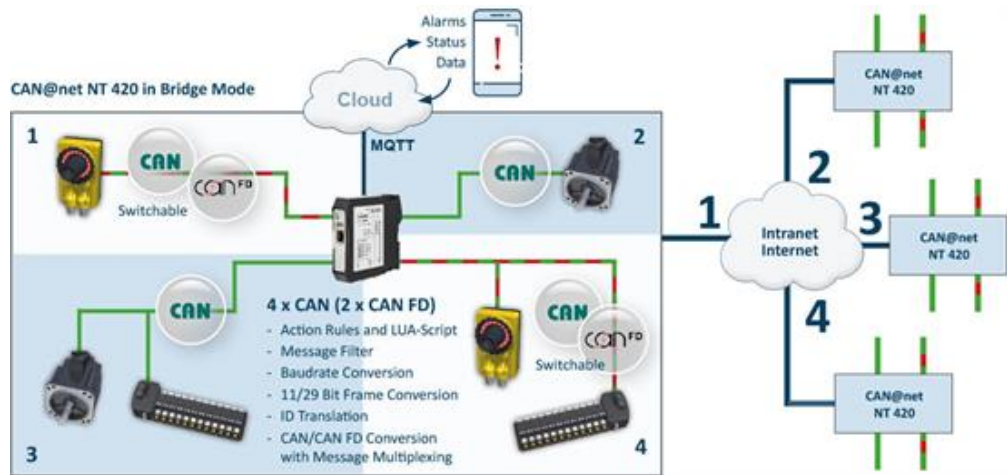 Alarms
Status
Data
!
CAN@net NT 420 in Bridge Mode
Cloud
MQTT
1
CAN
CAN FD
Switchable
2
CAN
3
CAN
4 x CAN (2 x CAN FD)
- Action Rules and LUA-Script
- Message Filter
- Baudrate Conversion
- 11/29 Bit Frame Conversion
- ID Translation
- CAN/CAN FD Conversion
with Message Multiplexing
CAN
CAN FD
Switchable
4
1
Intranet
Internet
2
CAN@net
NT 420
3
CAN@net
NT 420
4
CAN@net
NT 420